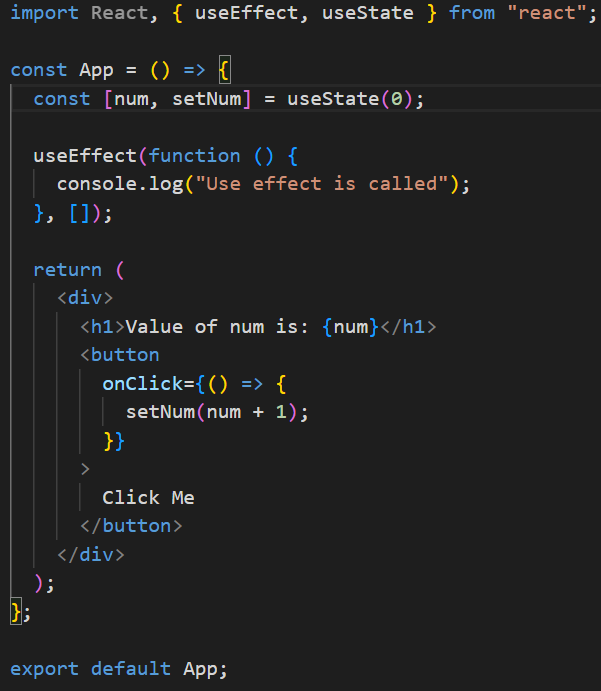 import React, { useEffect, useState } from "react";
const App = () => {
const [num, setNum] = useState(0);
useEffect(function () {
console.log("Use effect is called");
}, []);
return (
<div>
<h1>Value of num is: {num}</h1>
<button
onClick={() => {
setNum(num + 1);
}}
>
Click Me
</button>
</div>
);
};
export default App;